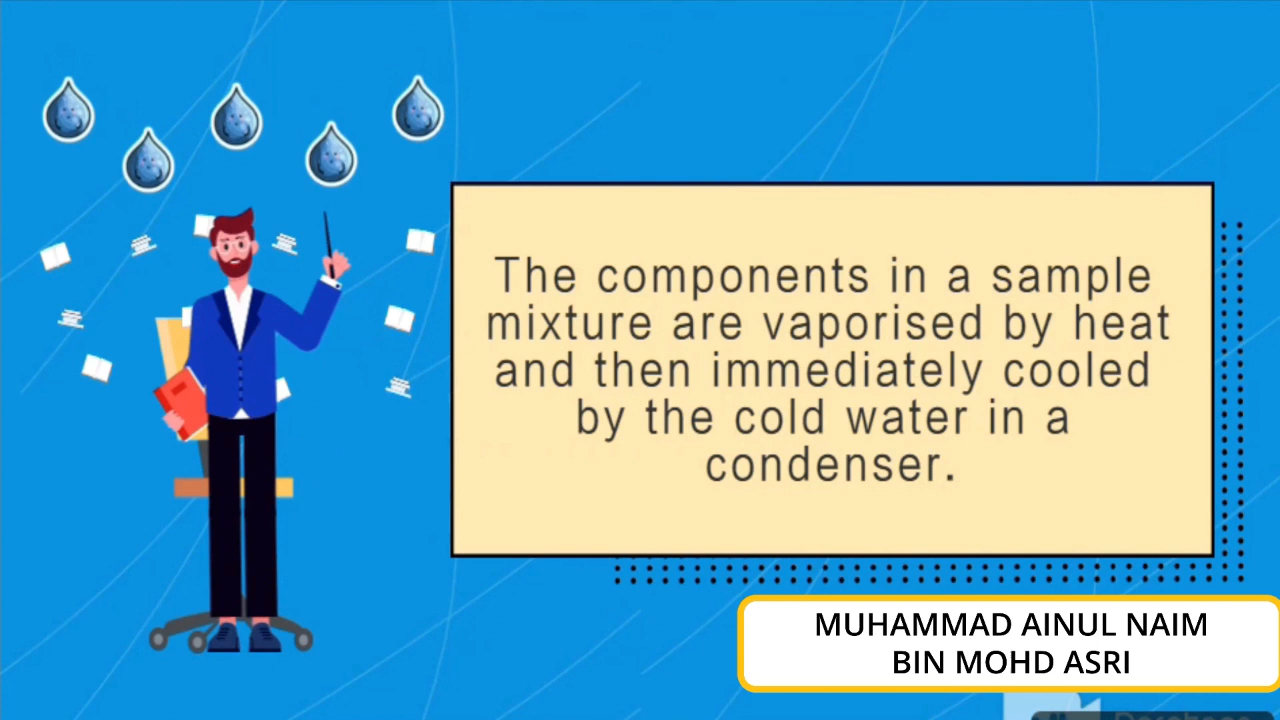 The components in a sample
mixture are vaporised by heat
and then immediately cooled
by the cold water in a
condenser.
MUHAMMAD AINUL NAIM
BIN MOHD ASRI